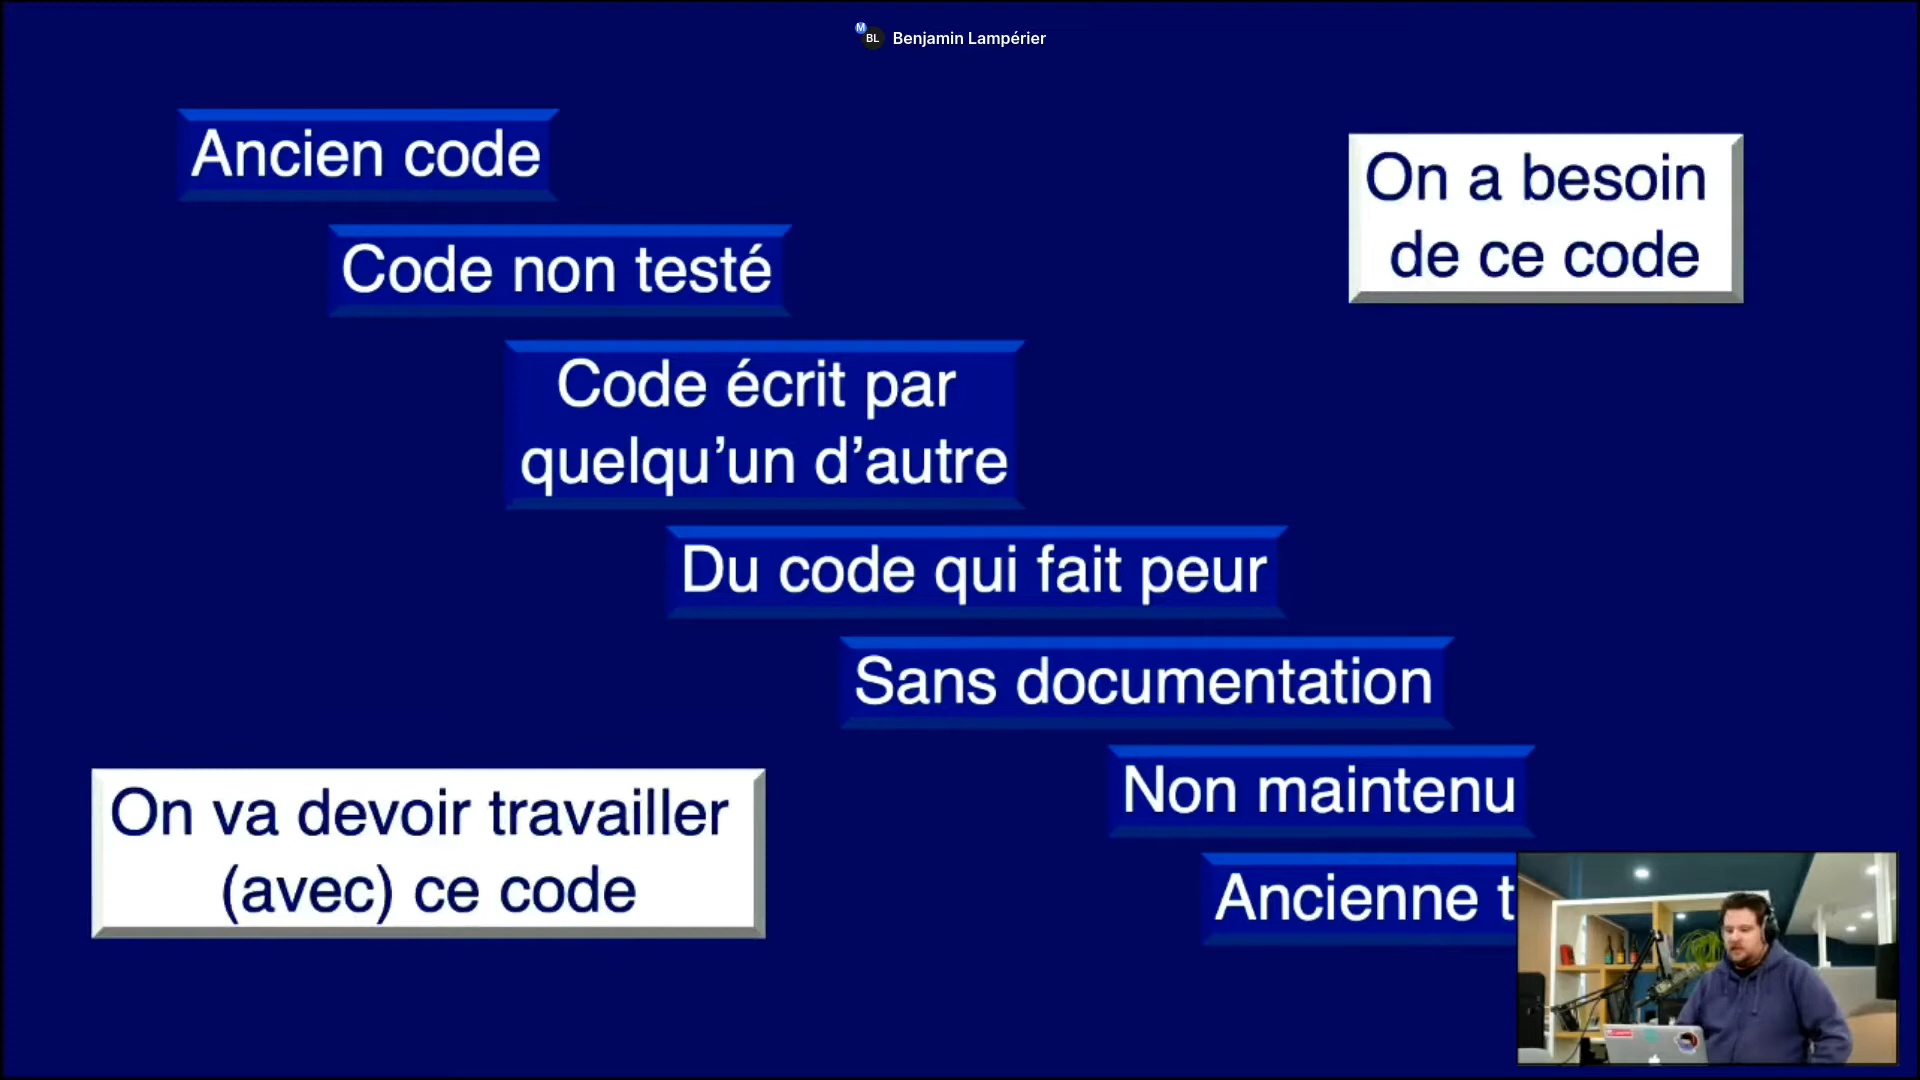 M
BL Benjamin Lampérier
Ancien code
On a besoin
de ce code
Code non testé
Code écrit par
quelqu’un d’autre
Du code qui fait peur
Sans documentation
Non maintenu
On va devoir travailler
(avec) ce code
Ancienne t